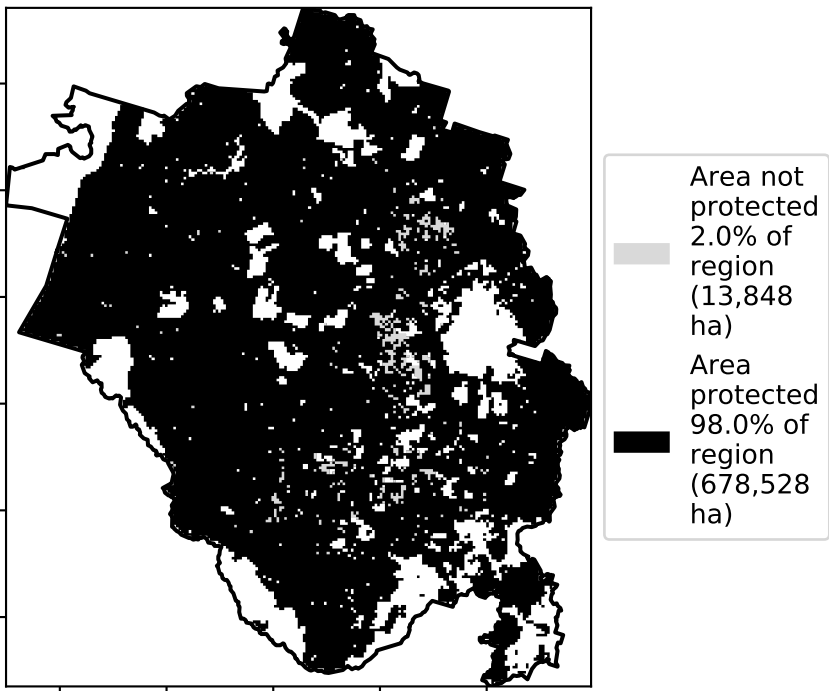 Area not
protected
2.0% of
region
(13,848
ha)
Area
protected
98.0% of
region
(678,528
ha)